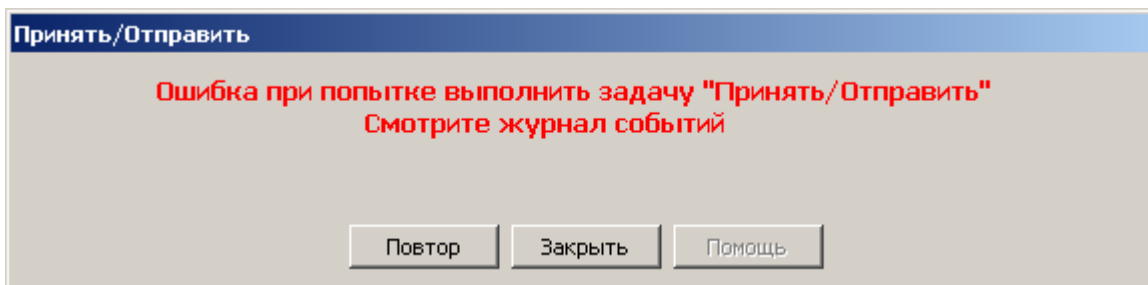 Принять/Отправить
Ошибка при попытке выполнить задачу "Принять/Отправить"
Смотрите журнал событий
Повтор Закрыть Помощь